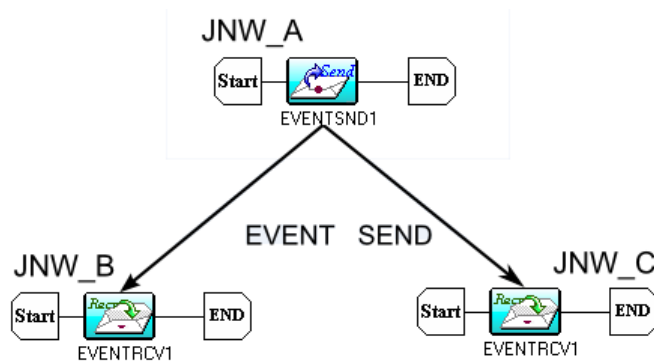 JNW_A
Start
Send
END
EVENTSND1
EVENT SEND
JNW_B
JNW_C
Start
Recv
END
Start
Recv
END
EVENTRCV1
EVENTRCV1